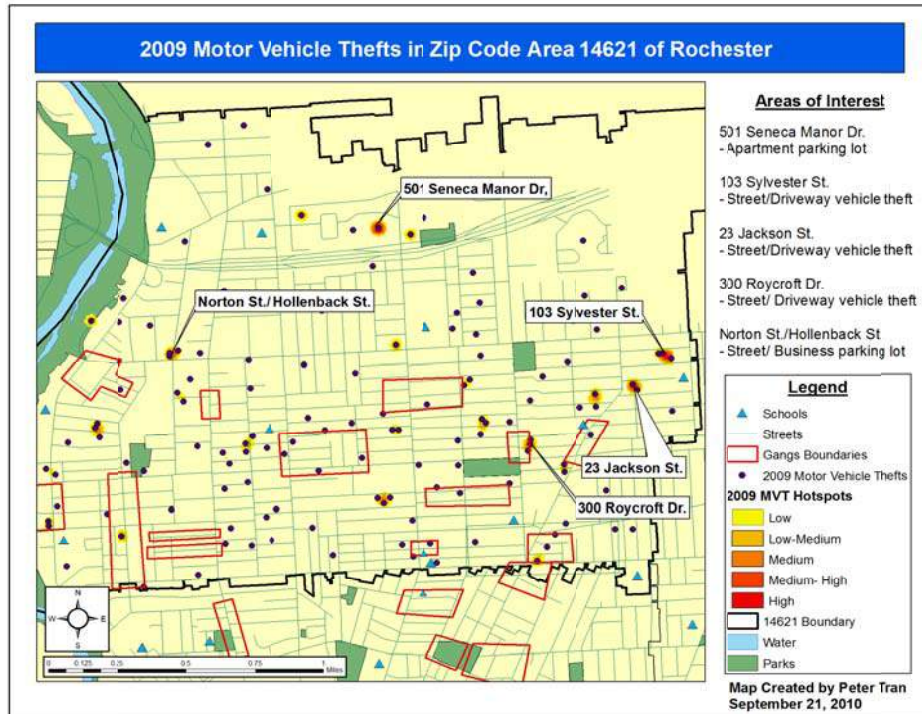 2009 Motor Vehicle Thefts in Zip Code Area 14621 of Rochester
501 Seneca Manor Dr,
Norton St./Hollenback St.
103 Sylvester St.
23 Jackson St.
300 Roycroft Dr.
N
W E
S
0 0.125 0.25 0.5 0.75 1
Miles
Areas of Interest
501 Seneca Manor Dr.
- Apartment parking lot
103 Sylvester St.
- Street/Driveway vehicle theft
23 Jackson St.
- Street/Driveway vehicle theft
300 Roycroft Dr.
- Street/ Driveway vehicle theft
Norton St./Hollenback St
- Street/ Business parking lot
Legend
Schools
Streets
Gangs Boundaries
2009 Motor Vehicle Thefts
2009 MVT Hotspots
Low
Low-Medium
Medium
Medium- High
High
14621 Boundary
Water
Parks
Map Created by Peter Tran
September 21, 2010